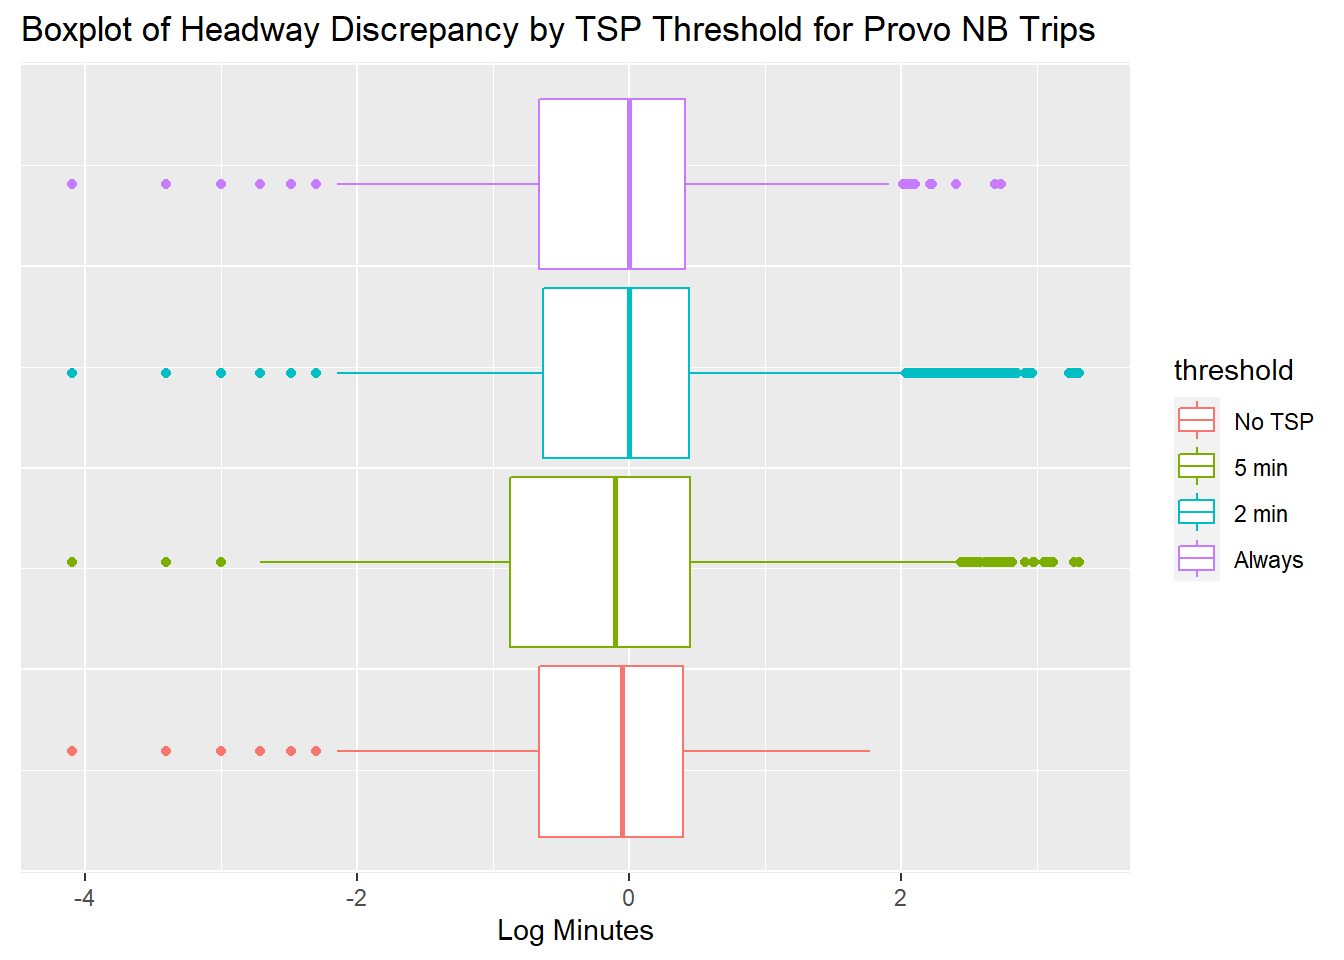 Boxplot of Headway Discrepancy by TSP Threshold for Provo NB Trips
threshold
No TSP
5 min
2 min
Always
-4 -2 0 2
Log Minutes